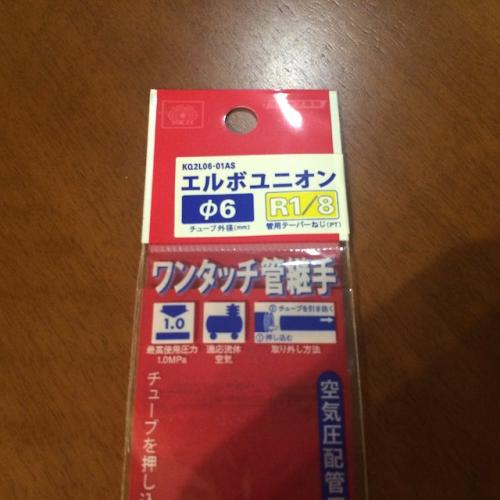 KQ2L06-01AS
エルボユニオン
Φ6
R1/8
チューブ外径(mm)
管用テーパーねじ(PT)
ワンタッチ管継手
1.0
②チューブを引き抜く
①押し込む
最高使用圧力
1.0MPa
適応流体
空気
取り外し方法
チューブを押し込
空気圧配管